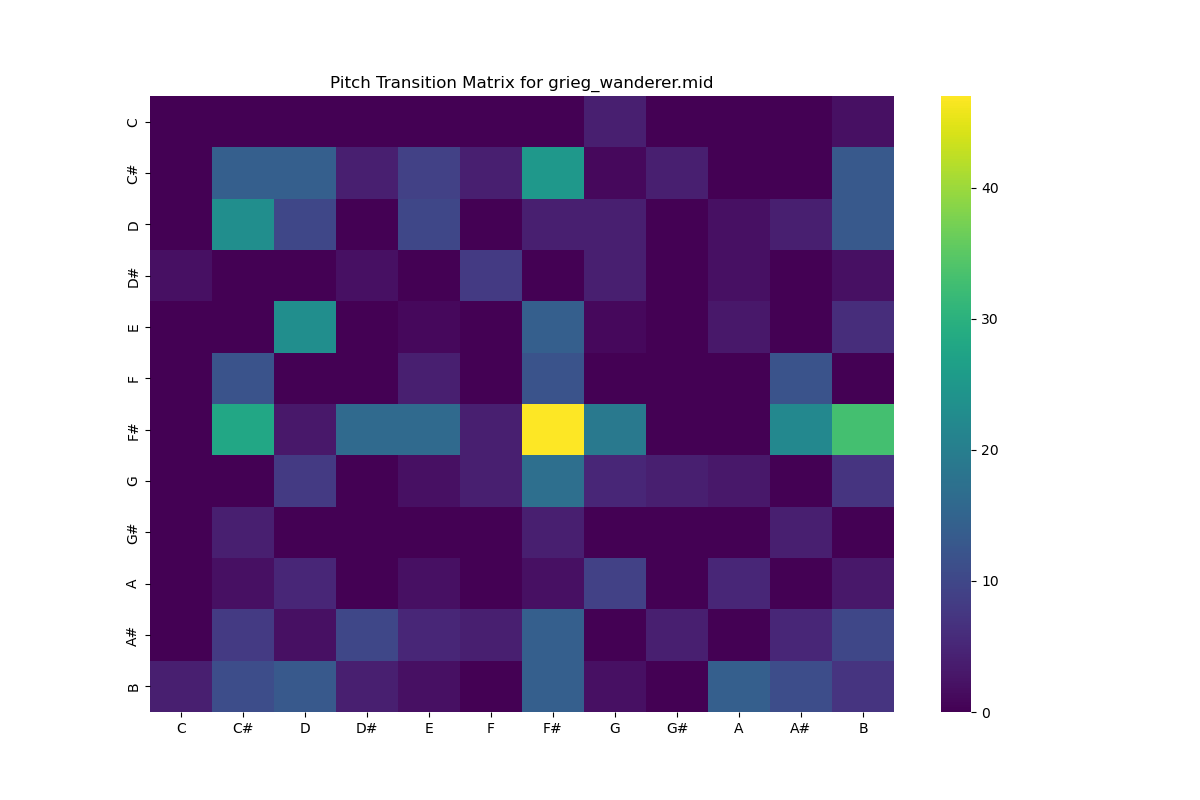 Pitch Transition Matrix for grieg_wanderer.mid
C
C#
D
D#
E
F
F#
G
G#
A
A#
B
C C# D D# E F F# G G# A A# B
40
30
20
10
0